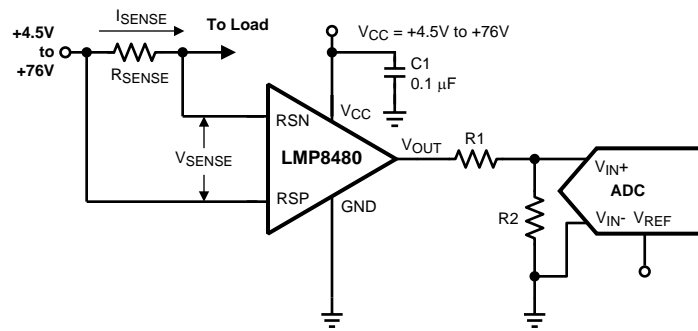 I_SENSE
+4.5V
to
+76V
To Load
R_SENSE
V_CC = +4.5V to +76V
C1
0.1 μF
V_CC
RSN
V_SENSE
LMP8480
RSP
GND
V_OUT
R1
R2
V_IN+
ADC
V_IN- V_REF